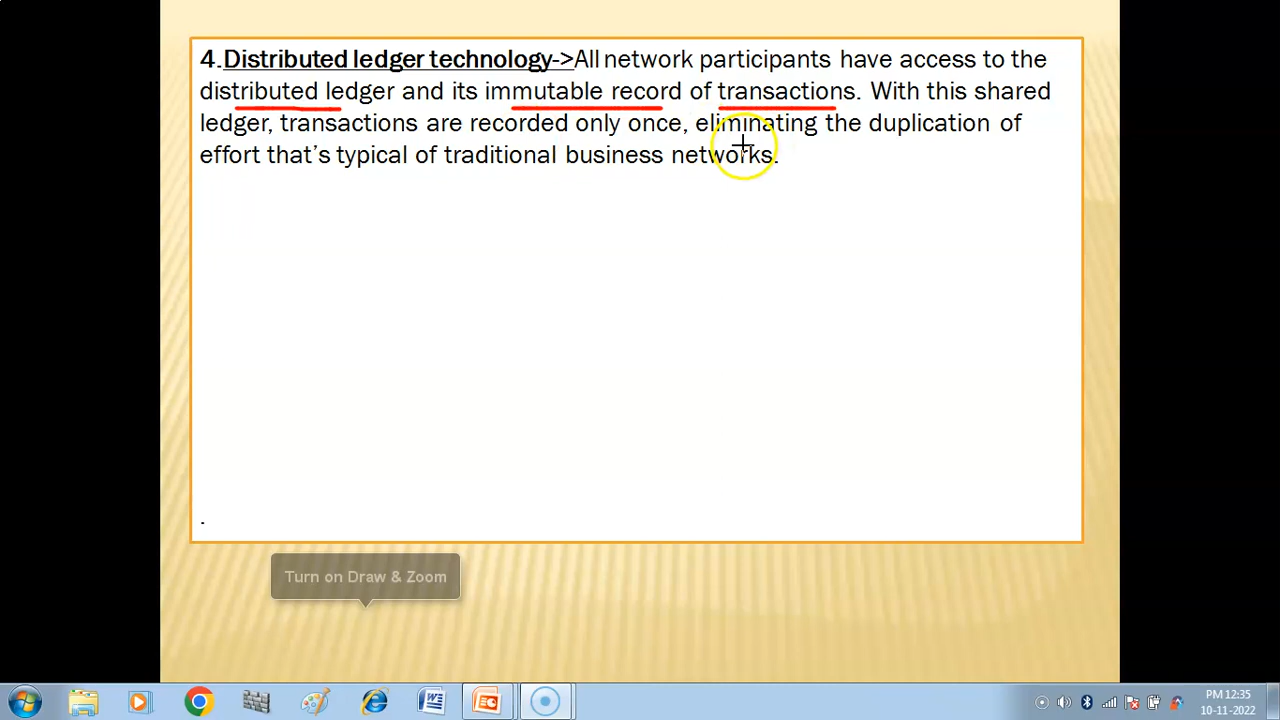 4.Distributed ledger technology->All network participants have access to the
distributed ledger and its immutable record of transactions. With this shared
ledger, transactions are recorded only once, eliminating the duplication of
effort that's typical of traditional business networks.
.
Turn on Draw & Zoom
PM 12:35
10-11-2022